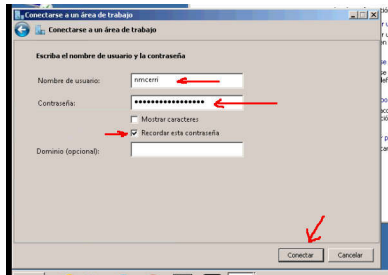 Conectarse a un área de trabajo
Conectarse a un área de trabajo
Escriba el nombre de usuario y la contraseña
Nombre de usuario: nmcerri
Contraseña: •••••••••••••••••
Mostrar caracteres
Recordar esta contraseña
Dominio (opcional):
Conectar Cancelar